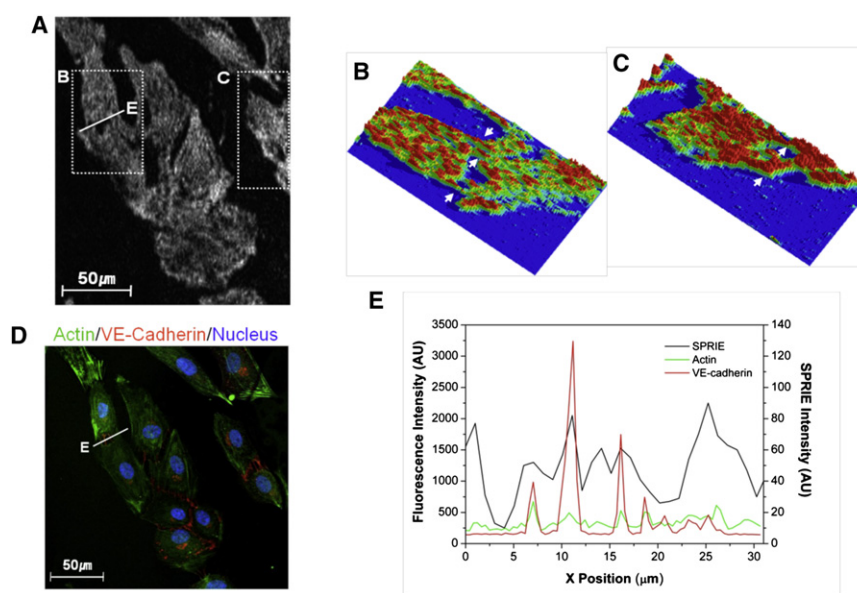 A
B
C
E
50㎛
B
C
D
Actin/VE-Cadherin/Nucleus
E
50㎛
E
SPRIE
Actin
VE-cadherin
Fluorescence Intensity (AU)
3500
3000
2500
2000
1500
1000
500
0
SPRIE Intensity
(AU)
140
120
100
80
60
40
20
0
0 5 10 15 20 25 30
X Position (μm)